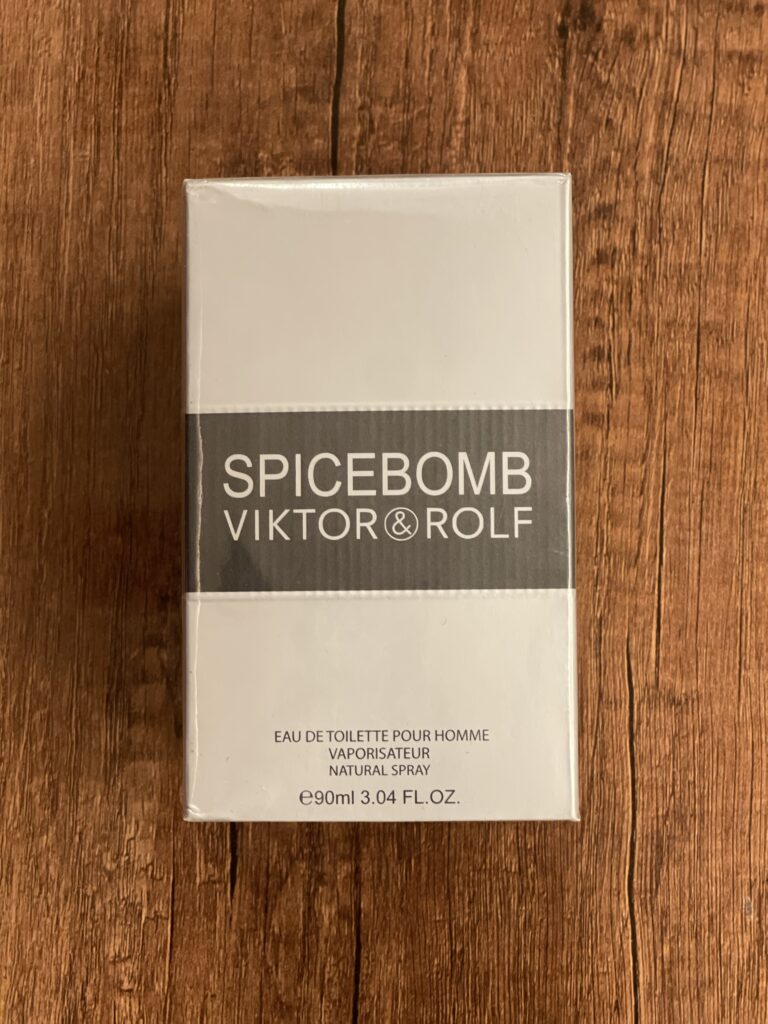 SPICEBOMB
VIKTOR&ROLF
EAU DE TOILETTE POUR HOMME
VAPORISATEUR
NATURAL SPRAY
℮90ml 3.04 FL.OZ.